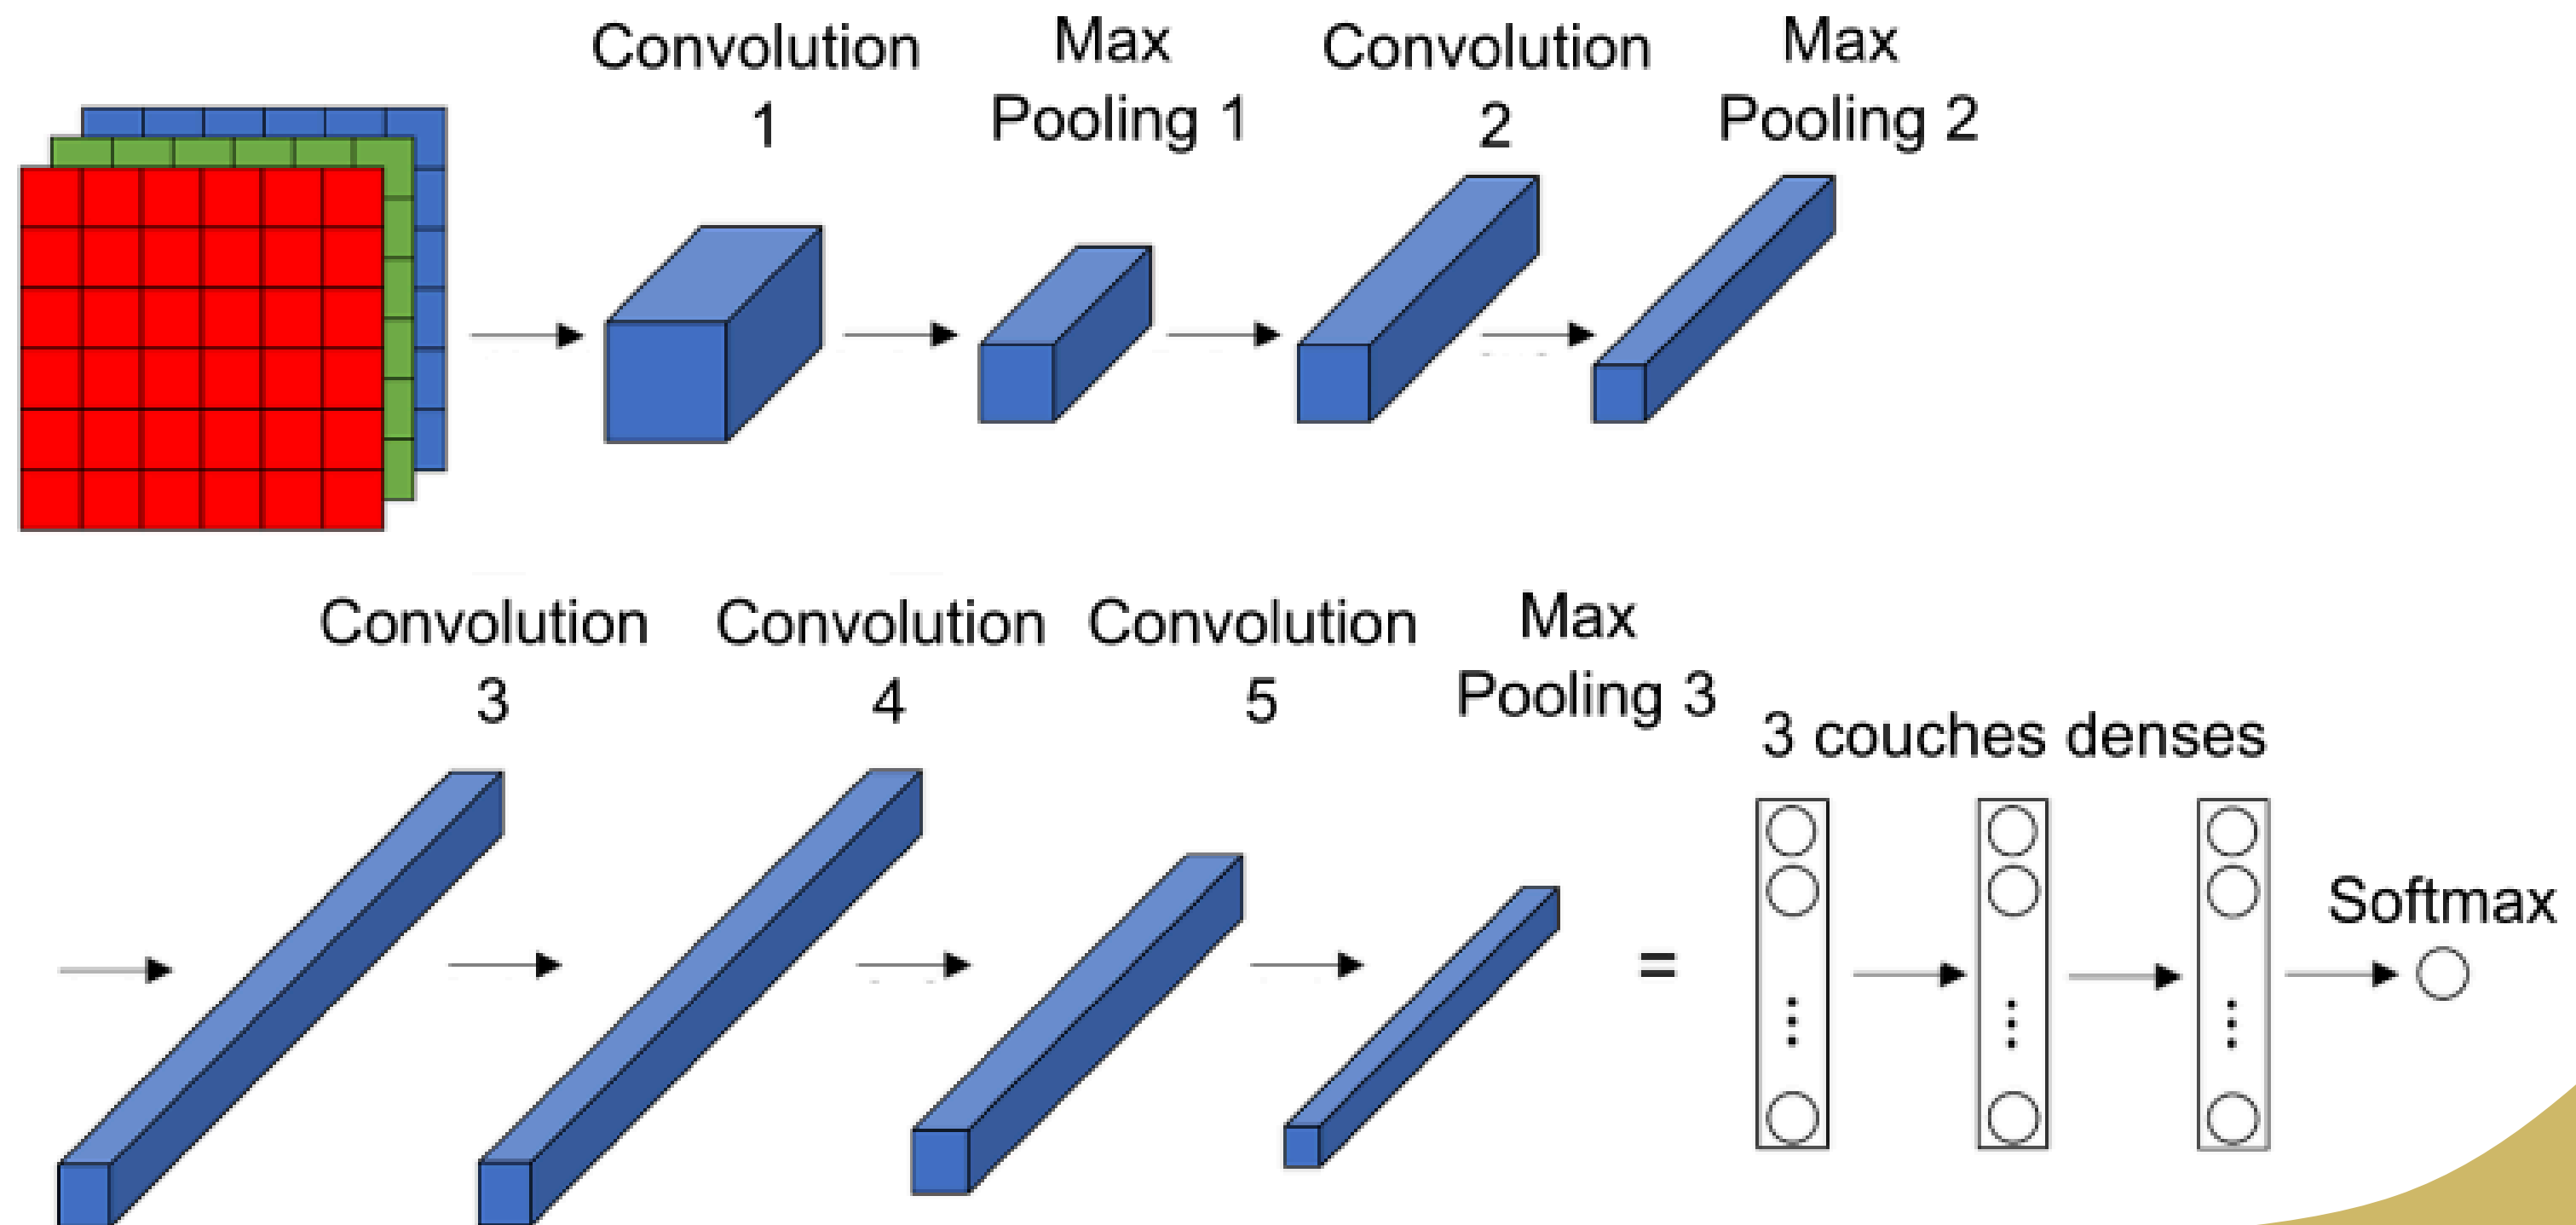 Convolution
1
Max
Pooling 1
Convolution
2
Max
Pooling 2
Convolution
3
Convolution
4
Convolution
5
Max
Pooling 3
3 couches denses
=
Softmax